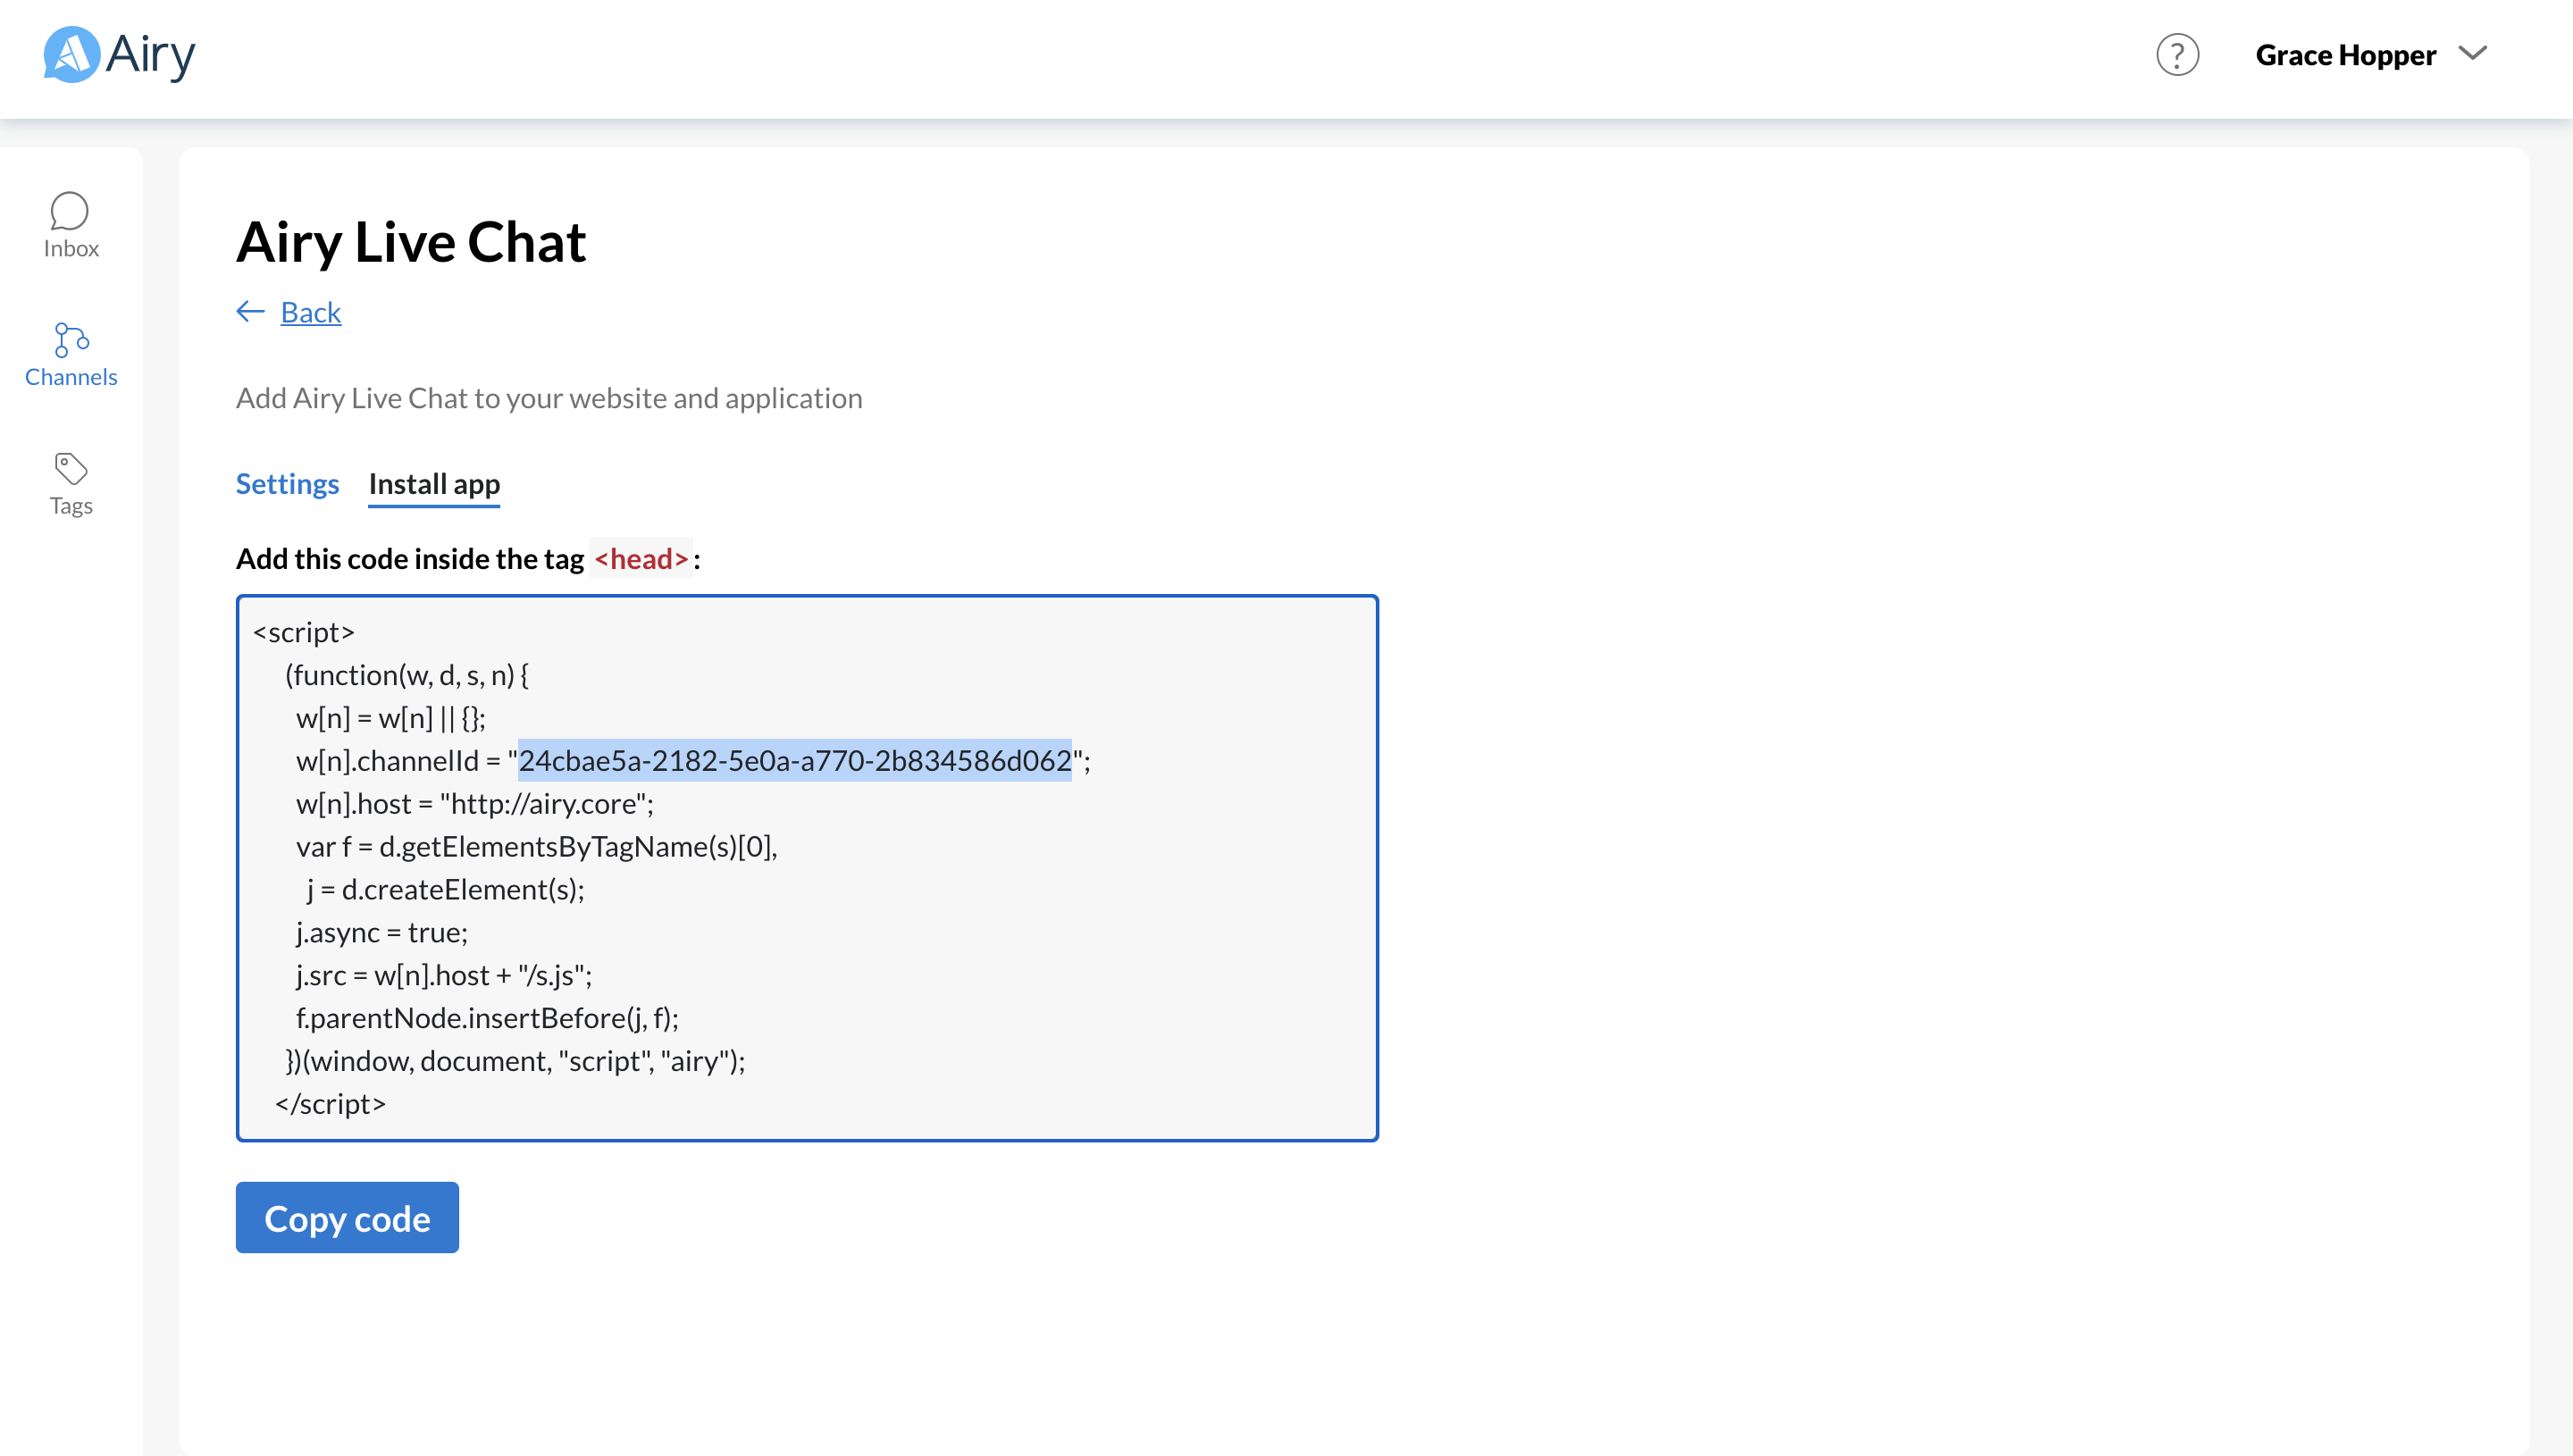 Airy
? Grace Hopper
Inbox
Channels
Tags
Airy Live Chat
Back
Add Airy Live Chat to your website and application
Settings Install app
Add this code inside the tag <head>:
<script>
(function(w, d, s, n) {
w[n] = w[n] || {};
w[n].channelId = "24cbae5a-2182-5e0a-a770-2b834586d062";
w[n].host = "http://airy.core";
var f = d.getElementsByTagName(s)[0],
j = d.createElement(s);
j.async = true;
j.src = w[n].host + "/s.js";
f.parentNode.insertBefore(j, f);
})(window, document, "script", "airy");
</script>
Copy code